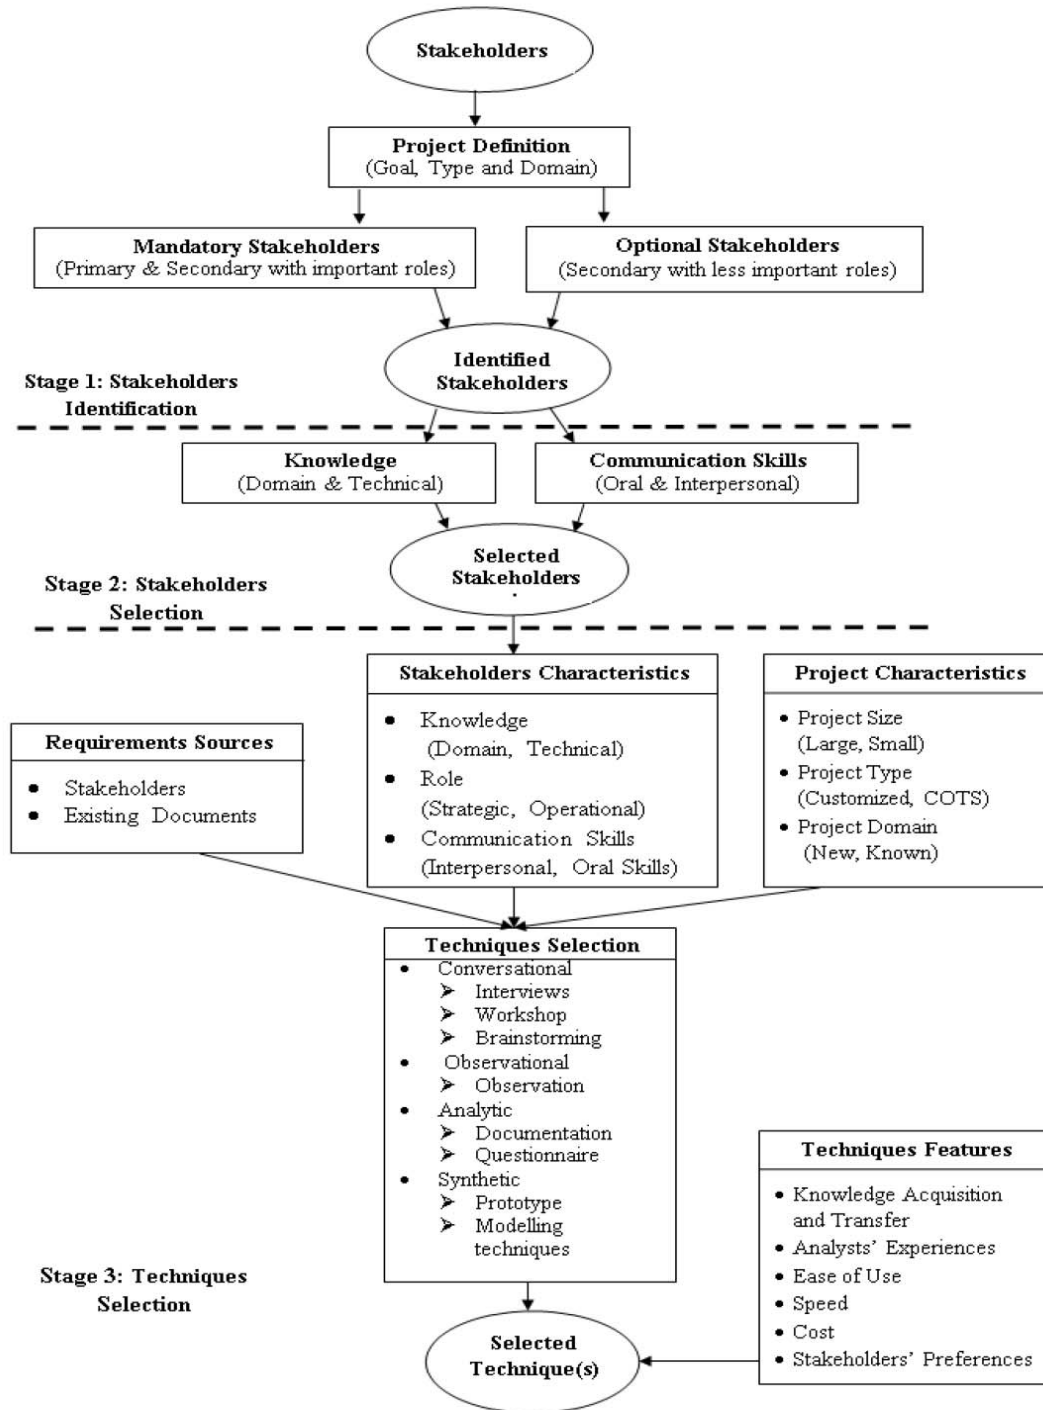 Stakeholders
Project Definition
(Goal, Type and Domain)
Mandatory Stakeholders
(Primary & Secondary with important roles)
Optional Stakeholders
(Secondary with less important roles)
Identified
Stakeholders
Stage 1: Stakeholders
Identification
Knowledge
(Domain & Technical)
Communication Skills
(Oral & Interpersonal)
Selected
Stakeholders
Stage 2: Stakeholders
Selection
Requirements Sources
● Stakeholders
● Existing Documents
Stakeholders Characteristics
● Knowledge
(Domain, Technical)
● Role
(Strategic, Operational)
● Communication Skills
(Interpersonal, Oral Skills)
Project Characteristics
• Project Size
(Large, Small)
• Project Type
(Customized, COTS)
• Project Domain
(New, Known)
Techniques Selection
• Conversational
➢ Interviews
➢ Workshop
➢ Brainstorming
• Observational
➢ Observation
• Analytic
➢ Documentation
➢ Questionnaire
• Synthetic
➢ Prototype
➢ Modelling
techniques
Techniques Features
• Knowledge Acquisition
and Transfer
• Analysts’ Experiences
• Ease of Use
• Speed
• Cost
• Stakeholders’ Preferences
Stage 3: Techniques
Selection
Selected
Technique(s)